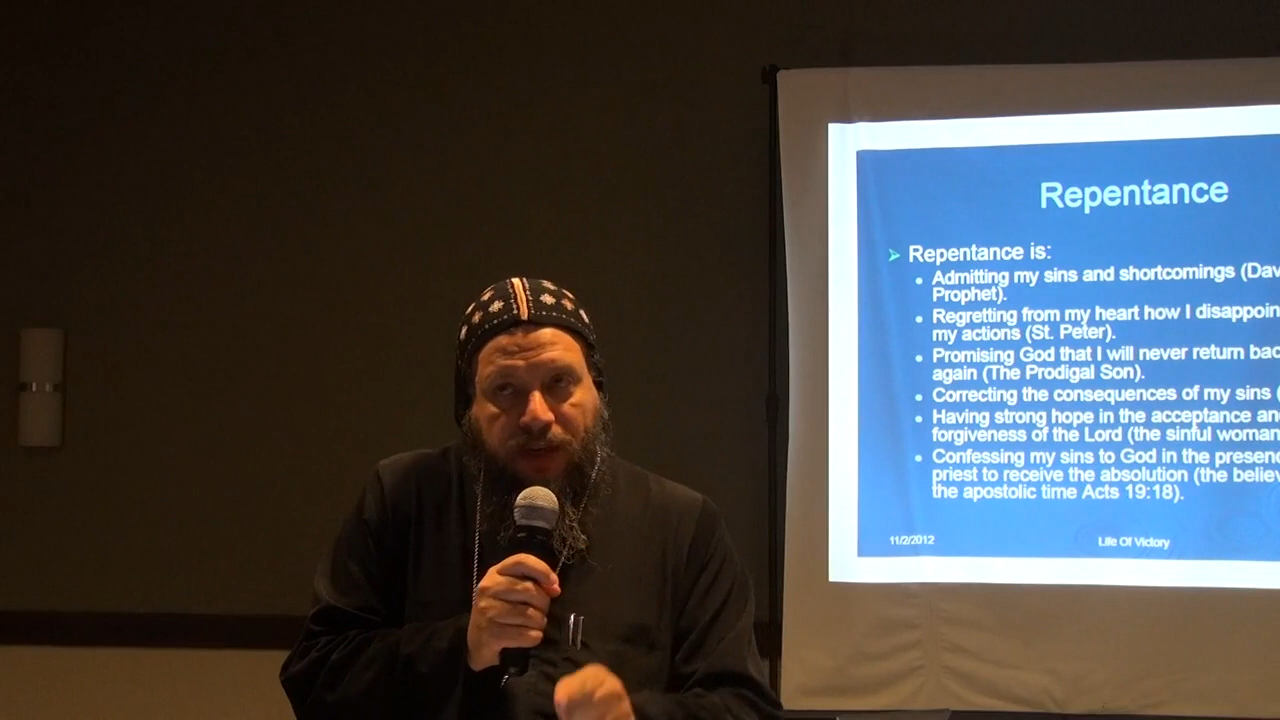 Repentance
Repentance is:
Admitting my sins and shortcomings (Dav
Prophet).
Regretting from my heart how I disappoin
my actions (St. Peter).
Promising God that I will never return bac
again (The Prodigal Son).
Correcting the consequences of my sins (
Having strong hope in the acceptance an
forgiveness of the Lord (the sinful woman
Confessing my sins to God in the presenc
priest to receive the absolution (the believ
the apostolic time Acts 19:18).
11/2/2012 Life Of Victory